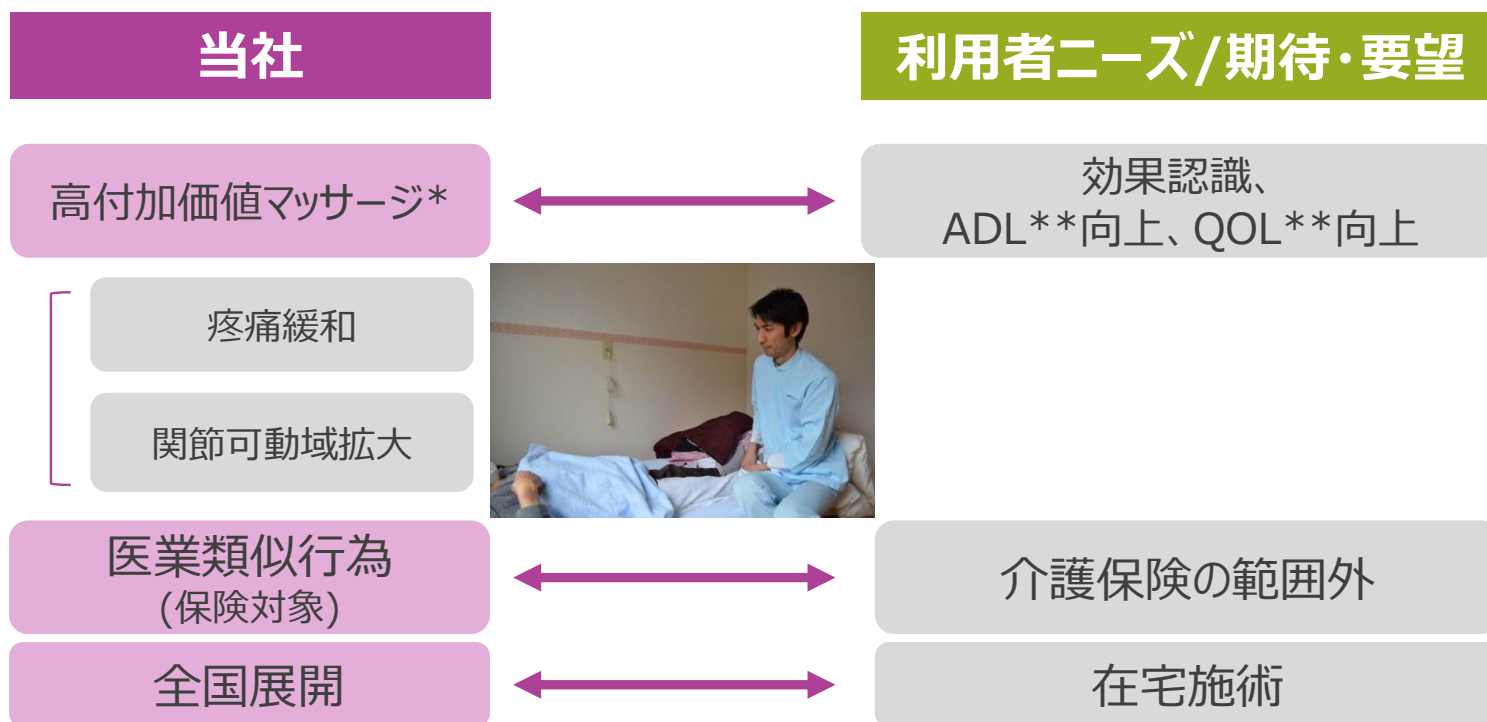 当社
利用者ニーズ/期待・要望
高付加価値マッサージ*
効果認識、
ADL**向上、QOL**向上
疼痛緩和
関節可動域拡大
医業類似行為
(保険対象)
介護保険の範囲外
全国展開
在宅施術